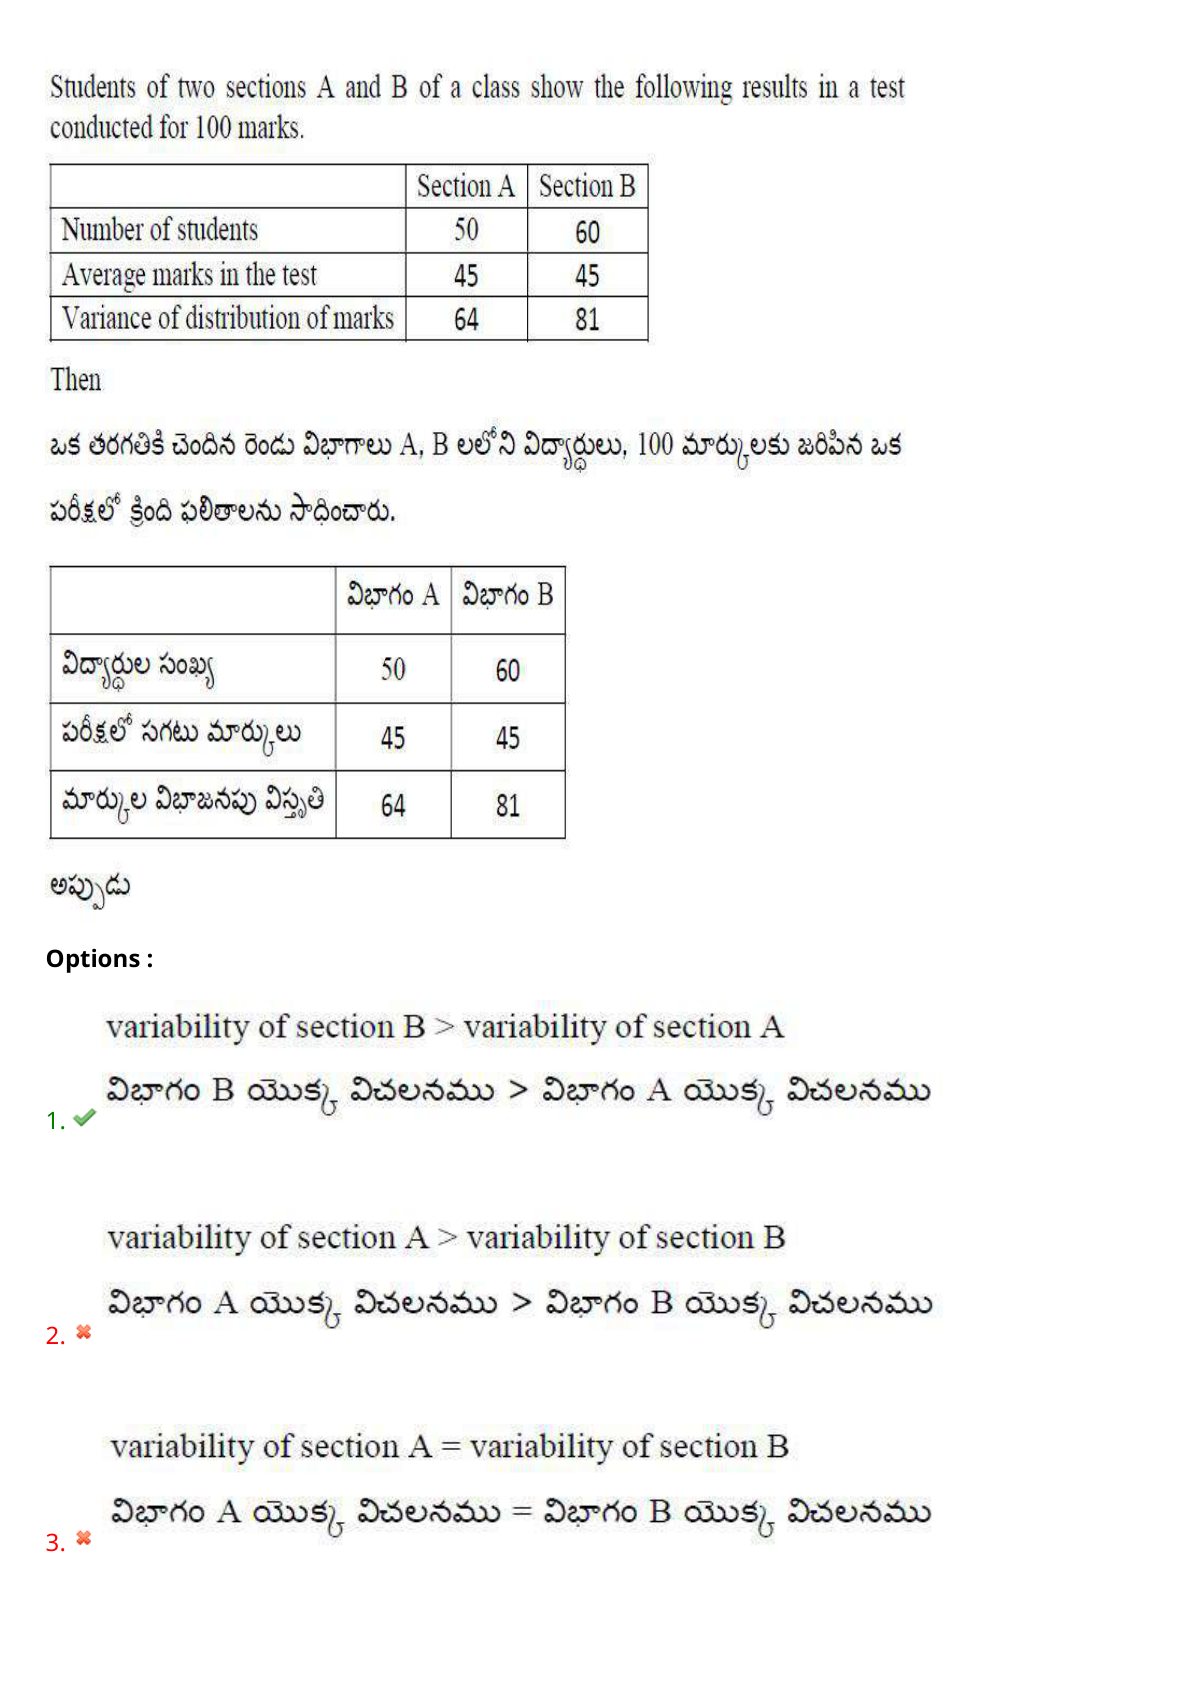 Students of two sections A and B of a class show the following results in a test
conducted for 100 marks.
Section A Section B
Number of students 50 60
Average marks in the test 45 45
Variance of distribution of marks 64 81
Then
ఒక తరగతికి చెందిన రెండు విభాగాలు A, B లలోని విద్యార్థులు, 100 మార్కులకు జరిపిన ఒక
పరీక్షలో క్రింది ఫలితాలను సాధించారు.
విభాగం A విభాగం B
విద్యార్థుల సంఖ్య 50 60
పరీక్షలో సగటు మార్కులు 45 45
మార్కుల విభాజనపు విస్తృతి 64 81
అప్పుడు
Options :
variability of section B > variability of section A
విభాగం B యొక్క విచలనము > విభాగం A యొక్క విచలనము
1.
variability of section A > variability of section B
విభాగం A యొక్క విచలనము > విభాగం B యొక్క విచలనము
2.
variability of section A = variability of section B
విభాగం A యొక్క విచలనము = విభాగం B యొక్క విచలనము
3.